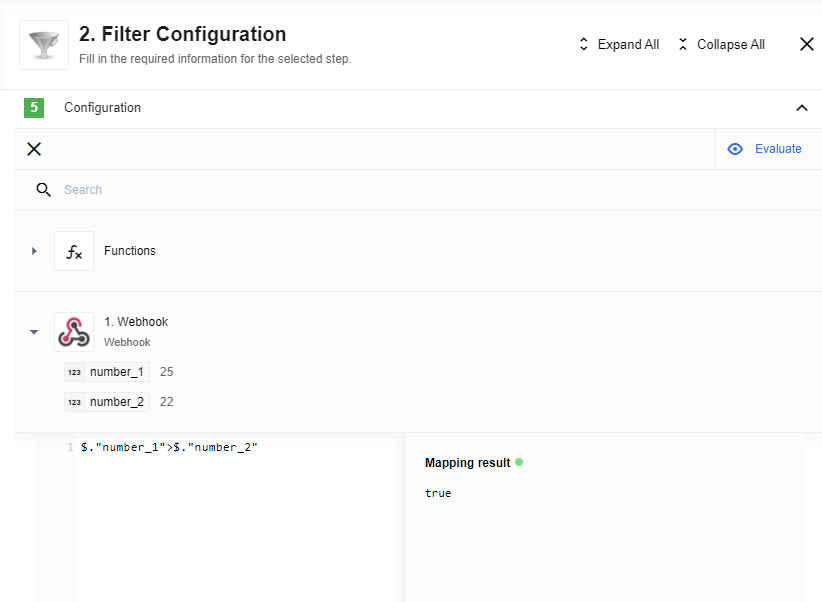 2. Filter Configuration
Fill in the required information for the selected step.
Expand All
Collapse All
5 Configuration
Evaluate
Search
fx Functions
1. Webhook
Webhook
123 number_1 25
123 number_2 22
1 $."number_1">$."number_2"
Mapping result
true